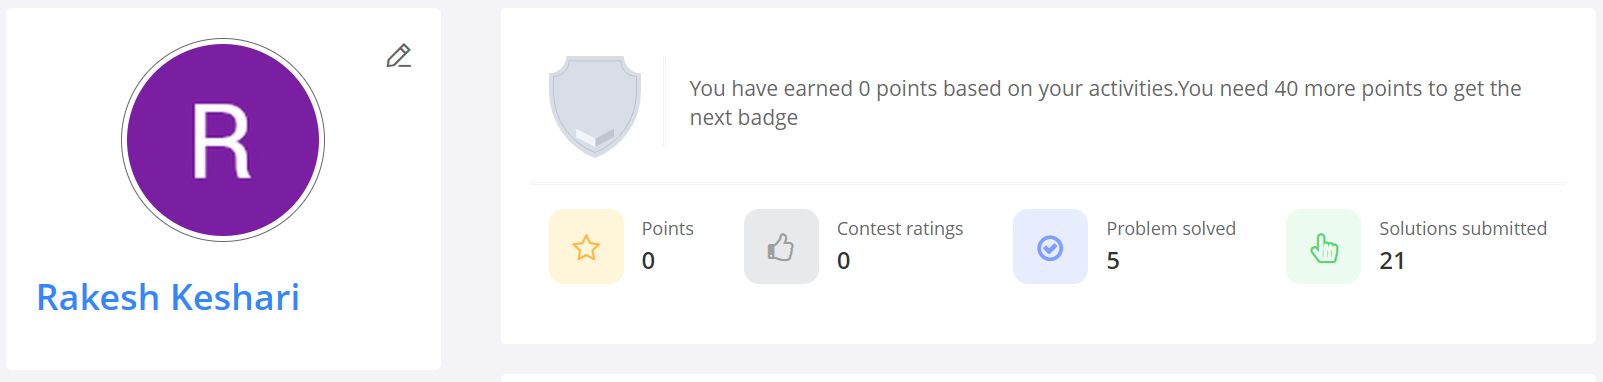 R
Rakesh Keshari
You have earned 0 points based on your activities.You need 40 more points to get the
next badge
Points
0
Contest ratings
0
Problem solved
5
Solutions submitted
21